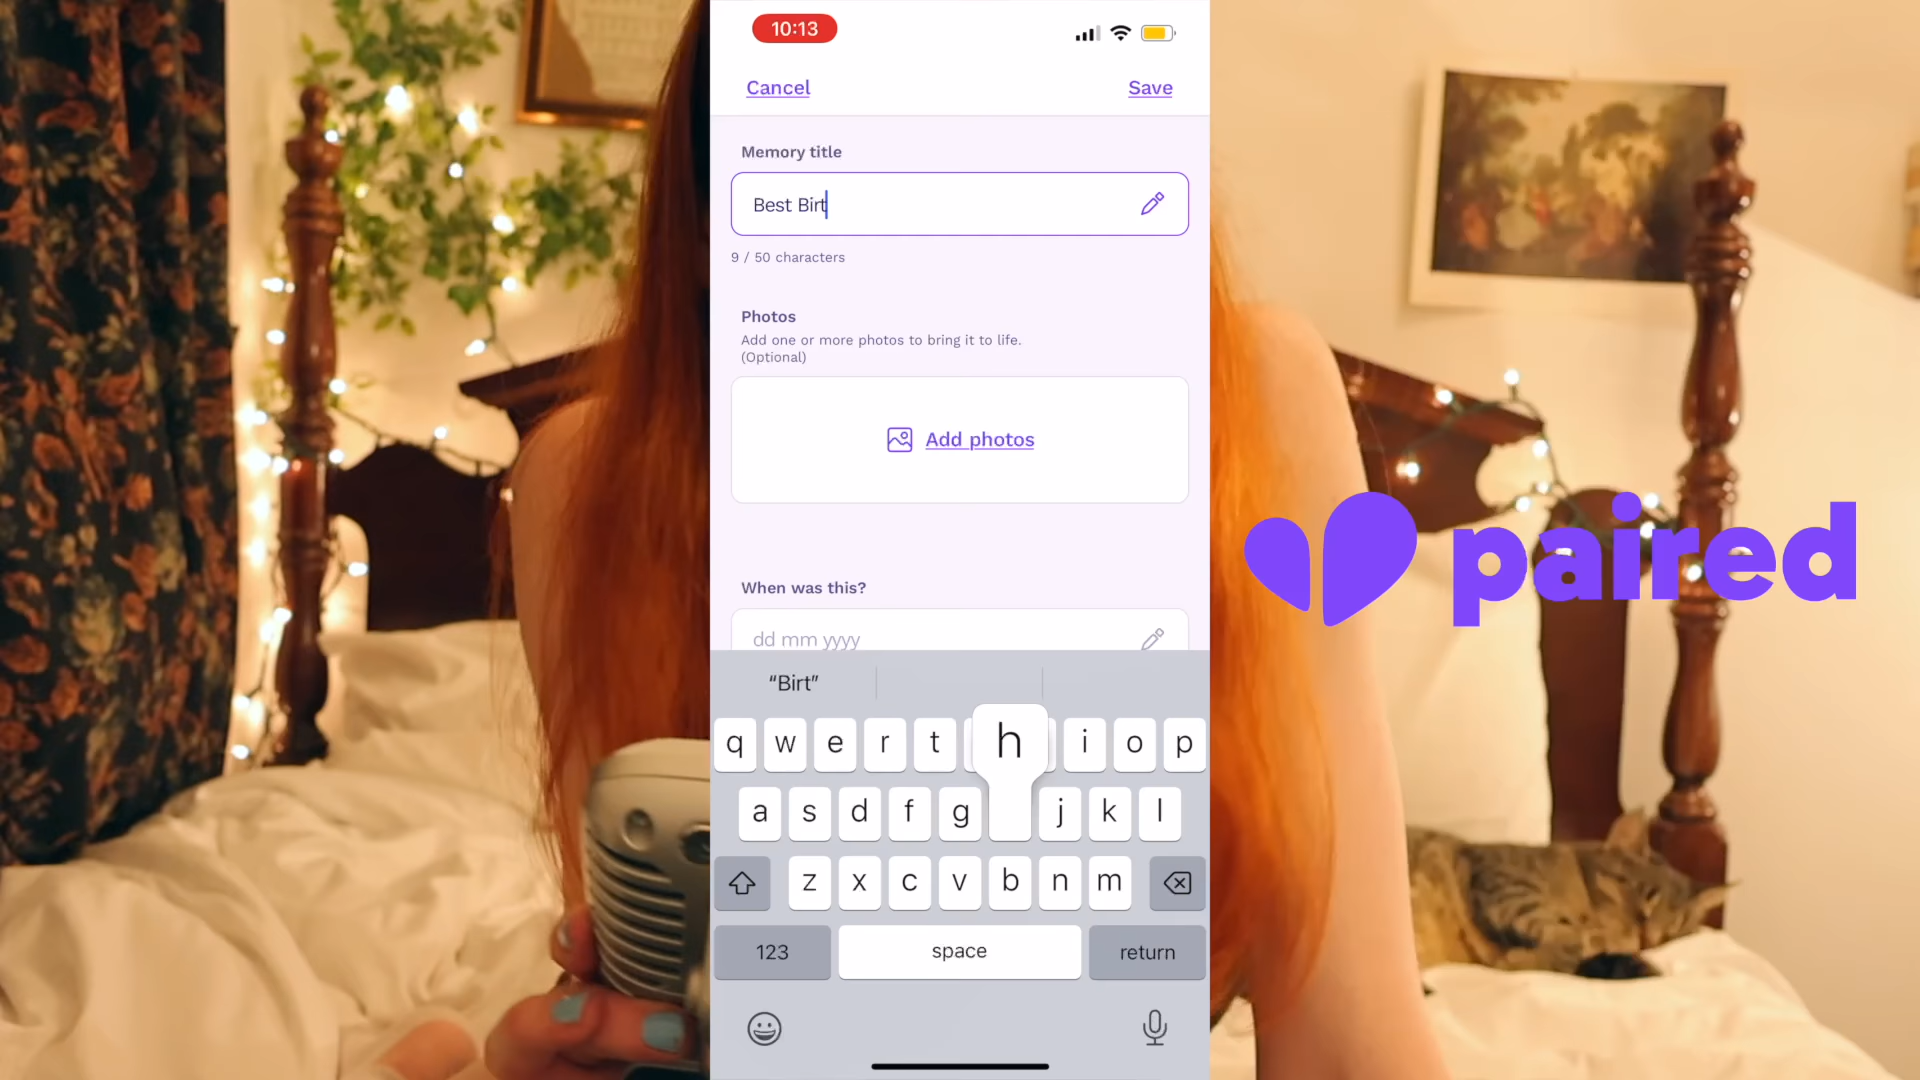 10:13
Cancel
Save
Memory title
Best Birt
9 / 50 characters
Photos
Add one or more photos to bring it to life.
(Optional)
Add photos
When was this?
dd mm yyyy
paired
“Birt”
q w e r t h i o p
a s d f g j k l
z x c v b n m
123 space return